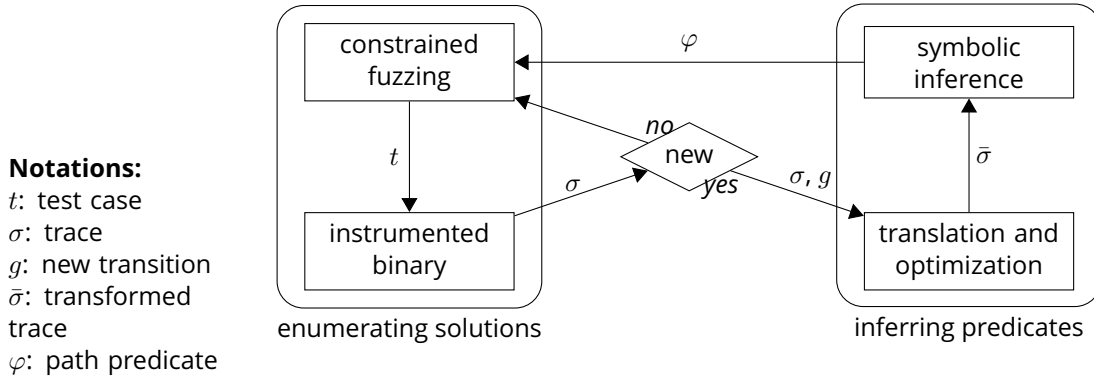 constrained
fuzzing
φ
symbolic
inference
no
new
yes
t
σ
σ, g
σ̄
instrumented
binary
translation and
optimization
enumerating solutions
inferring predicates
Notations:
t: test case
σ: trace
g: new transition
σ̄: transformed
trace
φ: path predicate